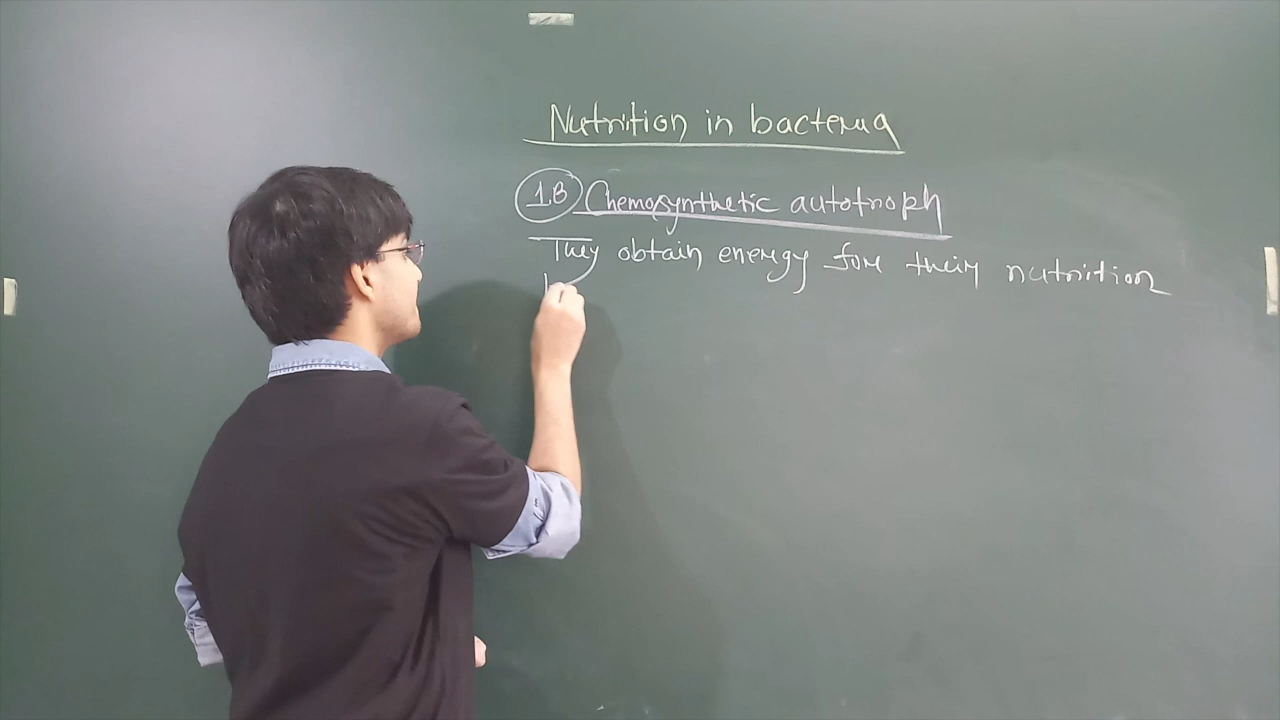 Nutrition in bacteria
1.B Chemosynthetic autotroph
They obtain energy for their nutrition